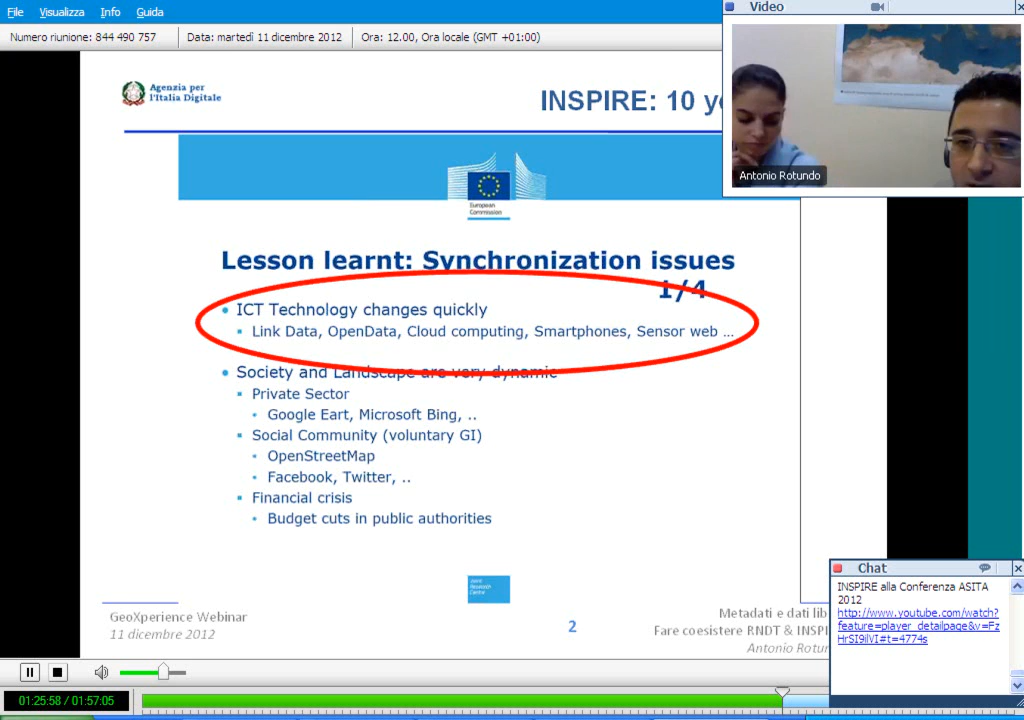 File Visualizza Info Guida
Video
Numero riunione: 844 490 757 Data: martedì 11 dicembre 2012 Ora: 12.00, Ora locale (GMT +01:00)
Agenzia per
l'Italia Digitale
INSPIRE: 10 y
Antonio Rotundo
European
Commission
Lesson learnt: Synchronization issues
1/4
• ICT Technology changes quickly
▪ Link Data, OpenData, Cloud computing, Smartphones, Sensor web ...
• Society and Landscape are very dynamic
▪ Private Sector
• Google Eart, Microsoft Bing, ..
▪ Social Community (voluntary GI)
• OpenStreetMap
• Facebook, Twitter, ..
▪ Financial crisis
• Budget cuts in public authorities
Joint
Research
Centre
GeoXperience Webinar
11 dicembre 2012
2
Metadati e dati lib
Fare coesistere RNDT & INSPI
Antonio Rotun
Chat
INSPIRE alla Conferenza ASITA
2012
http://www.youtube.com/watch?
feature=player_detailpage&v=Fz
HrSI9ilVI#t=4774s
01:25:58 / 01:57:05